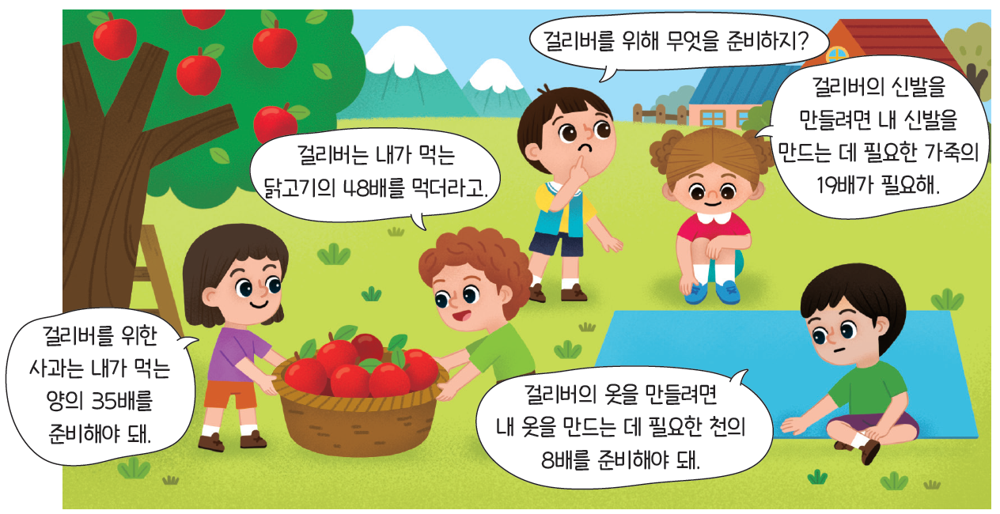 걸리버를 위해 무엇을 준비하지?
걸리버의 신발을
만들려면 내 신발을
만드는 데 필요한 가죽의
19배가 필요해.
걸리버는 내가 먹는
닭고기의 48배를 먹더라고.
걸리버를 위한
사과는 내가 먹는
양의 35배를
준비해야 돼.
걸리버의 옷을 만들려면
내 옷을 만드는 데 필요한 천의
8배를 준비해야 돼.